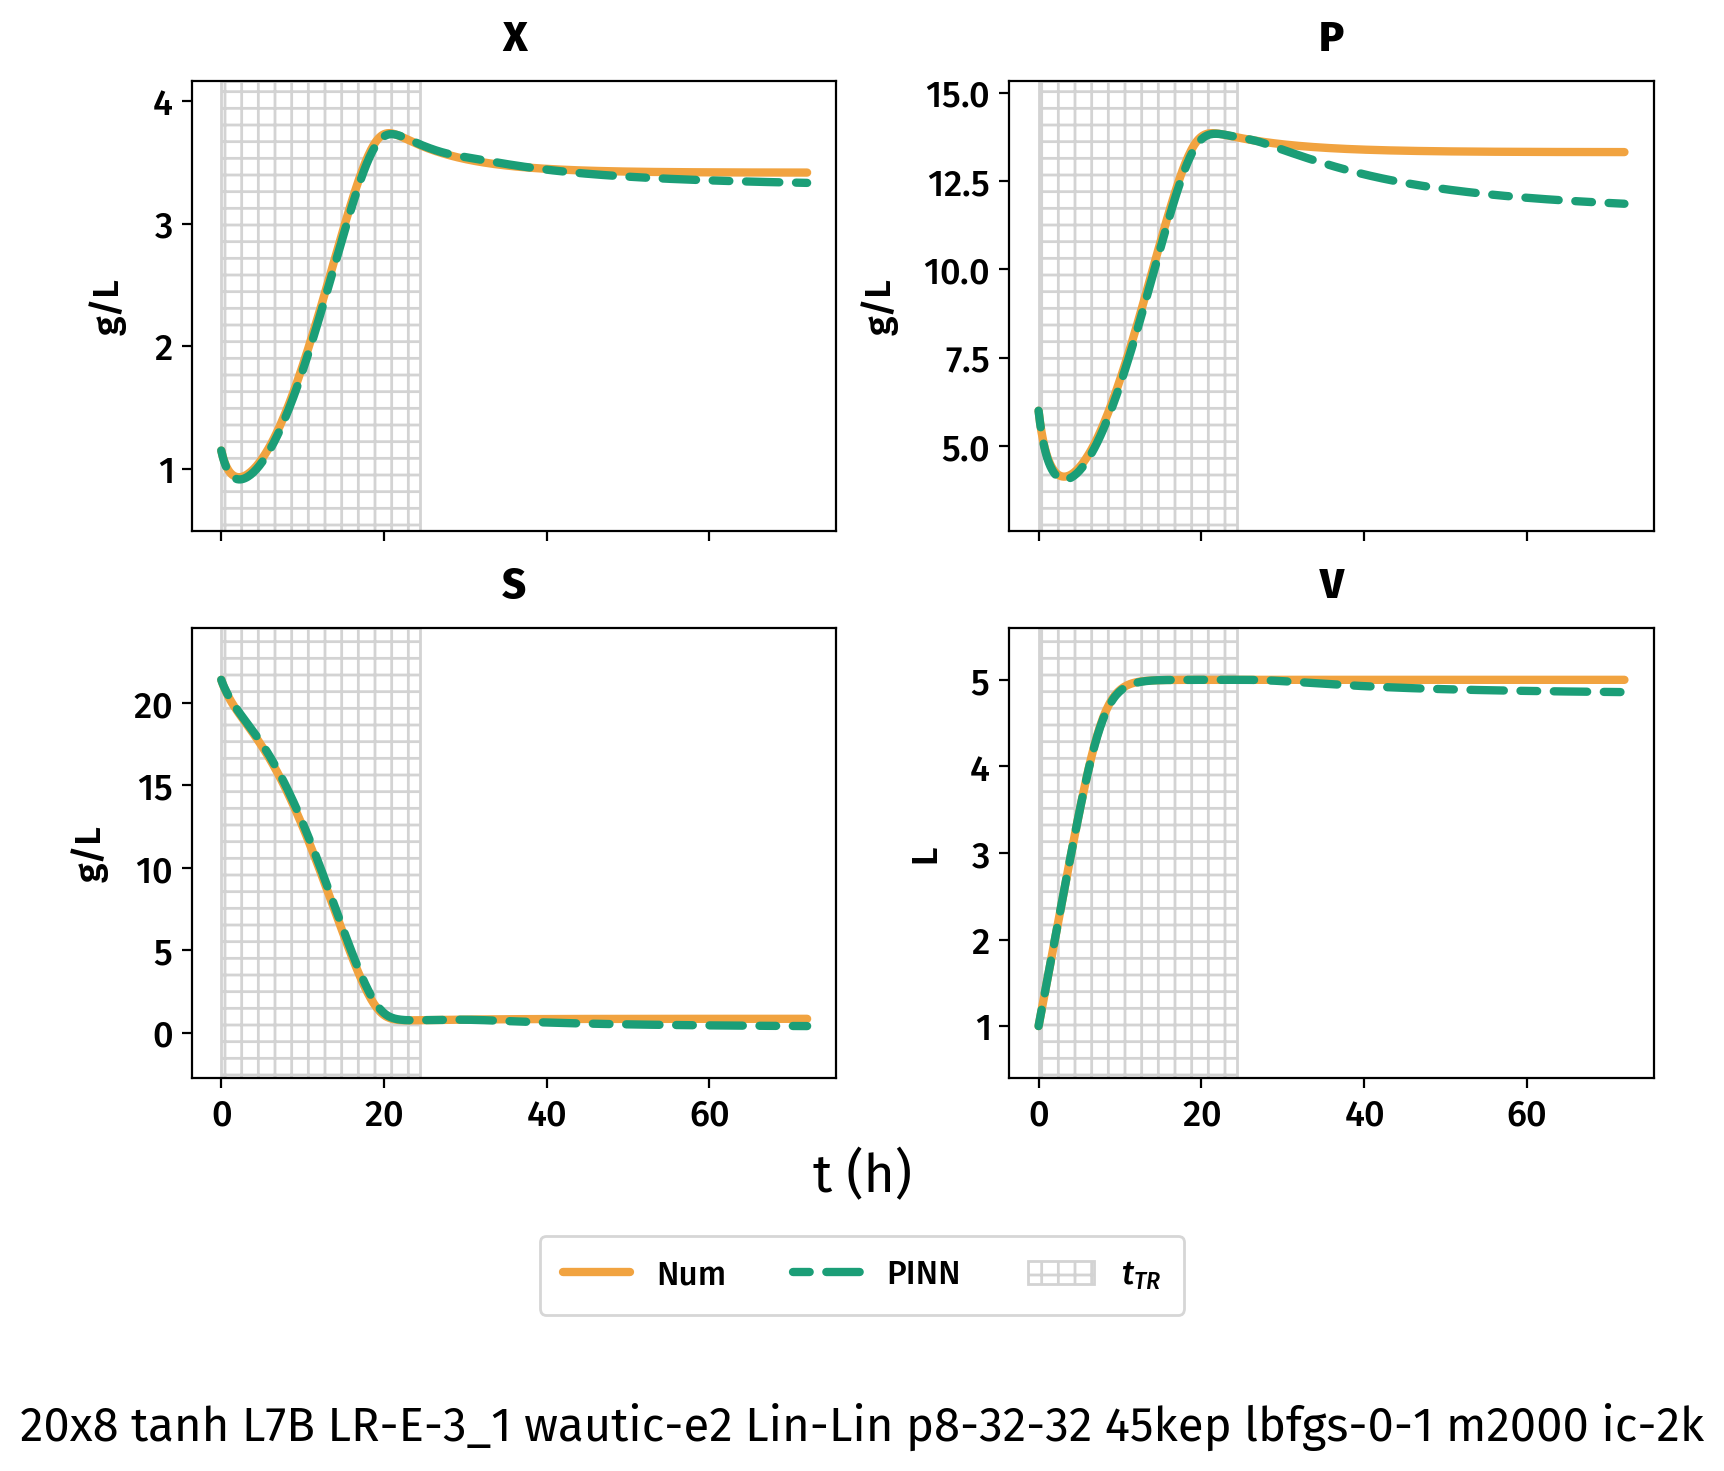 X
P
4
3
2
1
g/L
15.0
12.5
10.0
7.5
5.0
g/L
S
V
20
15
10
5
0
g/L
5
4
3
2
1
L
0 20 40 60
0 20 40 60
t (h)
Num PINN tTR
20x8 tanh L7B LR-E-3_1 wautic-e2 Lin-Lin p8-32-32 45kep lbfgs-0-1 m2000 ic-2k